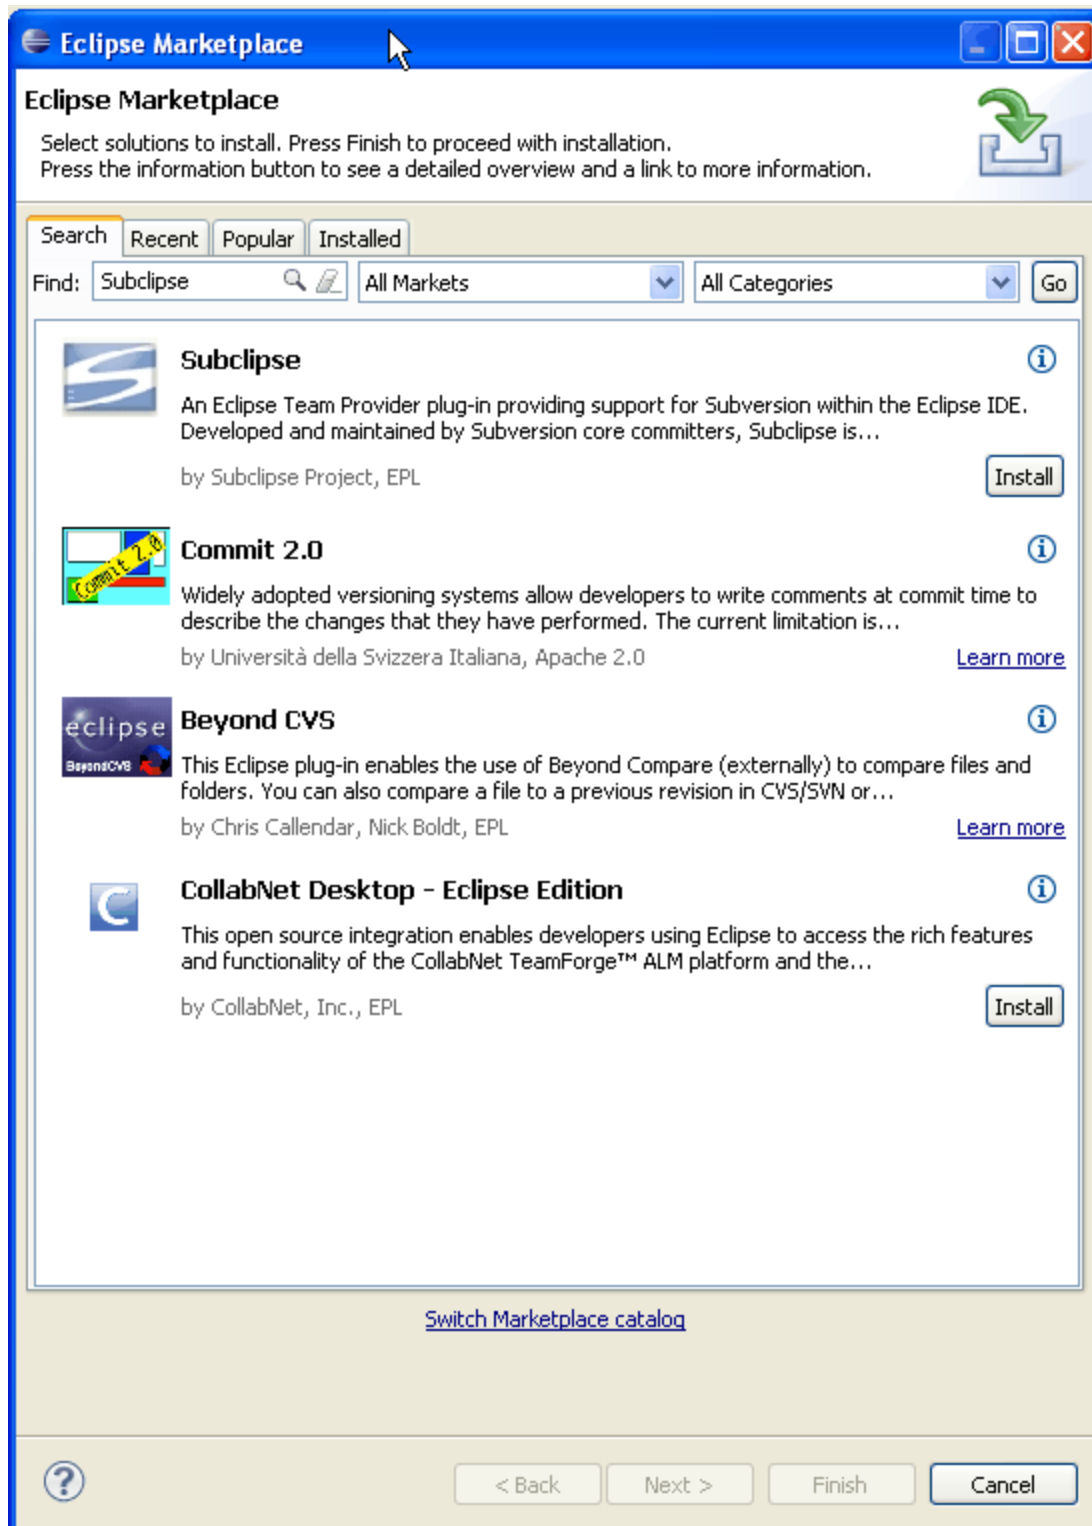 Eclipse Marketplace
Eclipse Marketplace
Select solutions to install. Press Finish to proceed with installation.
Press the information button to see a detailed overview and a link to more information.
Search Recent Popular Installed
Find: Subclipse All Markets All Categories Go
Subclipse
An Eclipse Team Provider plug-in providing support for Subversion within the Eclipse IDE.
Developed and maintained by Subversion core committers, Subclipse is...
by Subclipse Project, EPL Install
Commit 2.0
Commit 2.0
Widely adopted versioning systems allow developers to write comments at commit time to
describe the changes that they have performed. The current limitation is...
by Università della Svizzera Italiana, Apache 2.0 Learn more
eclipse
BeyondCVS
Beyond CVS
This Eclipse plug-in enables the use of Beyond Compare (externally) to compare files and
folders. You can also compare a file to a previous revision in CVS/SVN or...
by Chris Callendar, Nick Boldt, EPL Learn more
C
CollabNet Desktop - Eclipse Edition
This open source integration enables developers using Eclipse to access the rich features
and functionality of the CollabNet TeamForge™ ALM platform and the...
by CollabNet, Inc., EPL Install
Switch Marketplace catalog
? < Back Next > Finish Cancel